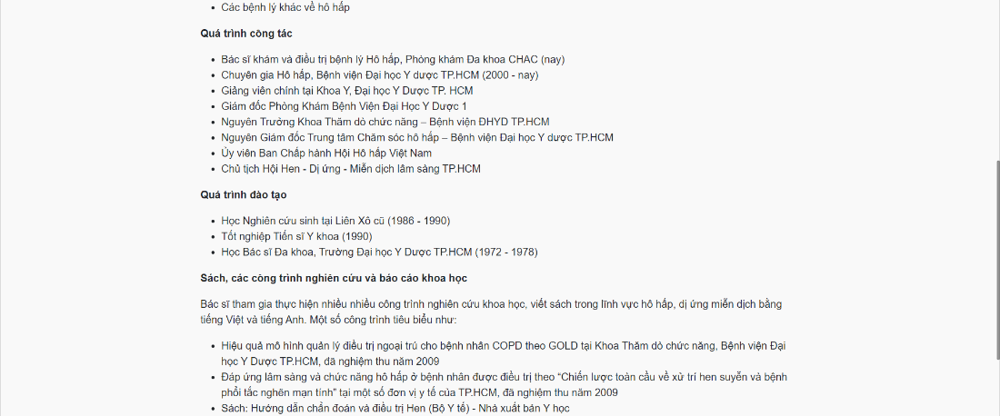 • Các bệnh lý khác về hô hấp
Quá trình công tác
• Bác sĩ khám và điều trị bệnh lý Hô hấp, Phòng khám Đa khoa CHAC (nay)
• Chuyên gia Hô hấp, Bệnh viện Đại học Y dược TP.HCM (2000 - nay)
• Giảng viên chính tại Khoa Y, Đại học Y Dược TP. HCM
• Giám đốc Phòng Khám Bệnh Viện Đại Học Y Dược 1
• Nguyên Trưởng Khoa Thăm dò chức năng – Bệnh viện ĐHYD TP.HCM
• Nguyên Giám đốc Trung tâm Chăm sóc hô hấp – Bệnh viện Đại học Y dược TP.HCM
• Ủy viên Ban Chấp hành Hội Hô hấp Việt Nam
• Chủ tịch Hội Hen - Dị ứng - Miễn dịch lâm sàng TP.HCM
Quá trình đào tạo
• Học Nghiên cứu sinh tại Liên Xô cũ (1986 - 1990)
• Tốt nghiệp Tiến sĩ Y khoa (1990)
• Học Bác sĩ Đa khoa, Trường Đại học Y Dược TP.HCM (1972 - 1978)
Sách, các công trình nghiên cứu và báo cáo khoa học
Bác sĩ tham gia thực hiện nhiều nhiều công trình nghiên cứu khoa học, viết sách trong lĩnh vực hô hấp, dị ứng miễn dịch bằng
tiếng Việt và tiếng Anh. Một số công trình tiêu biểu như:
• Hiệu quả mô hình quản lý điều trị ngoại trú cho bệnh nhân COPD theo GOLD tại Khoa Thăm dò chức năng, Bệnh viện Đại
học Y Dược TP.HCM, đã nghiệm thu năm 2009
• Đáp ứng lâm sàng và chức năng hô hấp ở bệnh nhân được điều trị theo “Chiến lược toàn cầu về xử trí hen suyễn và bệnh
phổi tắc nghẽn mạn tính” tại một số đơn vị y tế của TP.HCM, đã nghiệm thu năm 2009
• Sách: Hướng dẫn chẩn đoán và điều trị Hen (Bộ Y tế) - Nhà xuất bản Y học